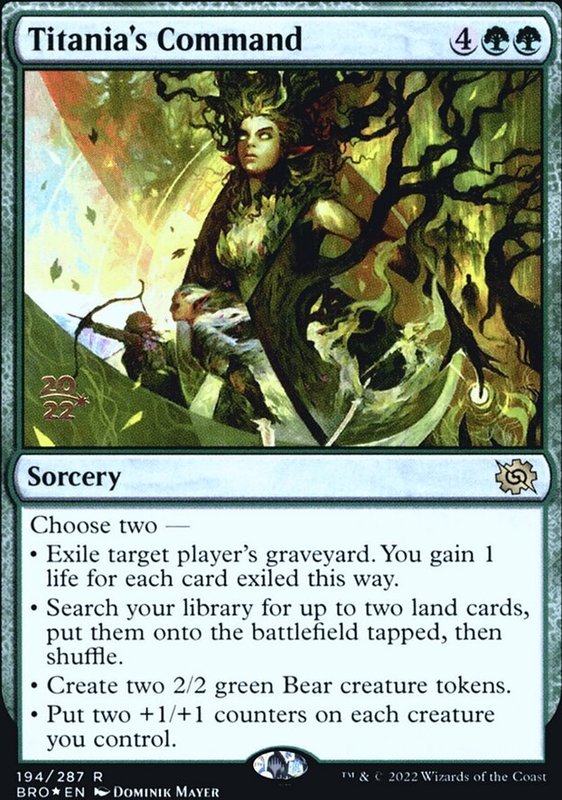 Titania's Command 4
20
22
Sorcery
Choose two —
• Exile target player's graveyard. You gain 1
life for each card exiled this way.
• Search your library for up to two land cards,
put them onto the battlefield tapped, then
shuffle.
• Create two 2/2 green Bear creature tokens.
• Put two +1/+1 counters on each creature
you control.
194/287 R
BRO★EN Dominik Mayer
™ & © 2022 Wizards of the Coast